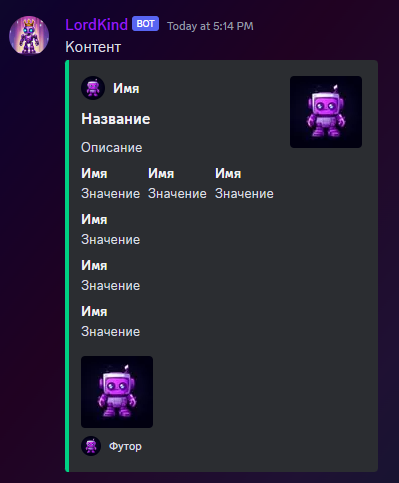 LordKind BOT Today at 5:14 PM
Контент
Имя
Название
Описание
Имя Имя Имя
Значение Значение Значение
Имя
Значение
Имя
Значение
Имя
Значение
Футор